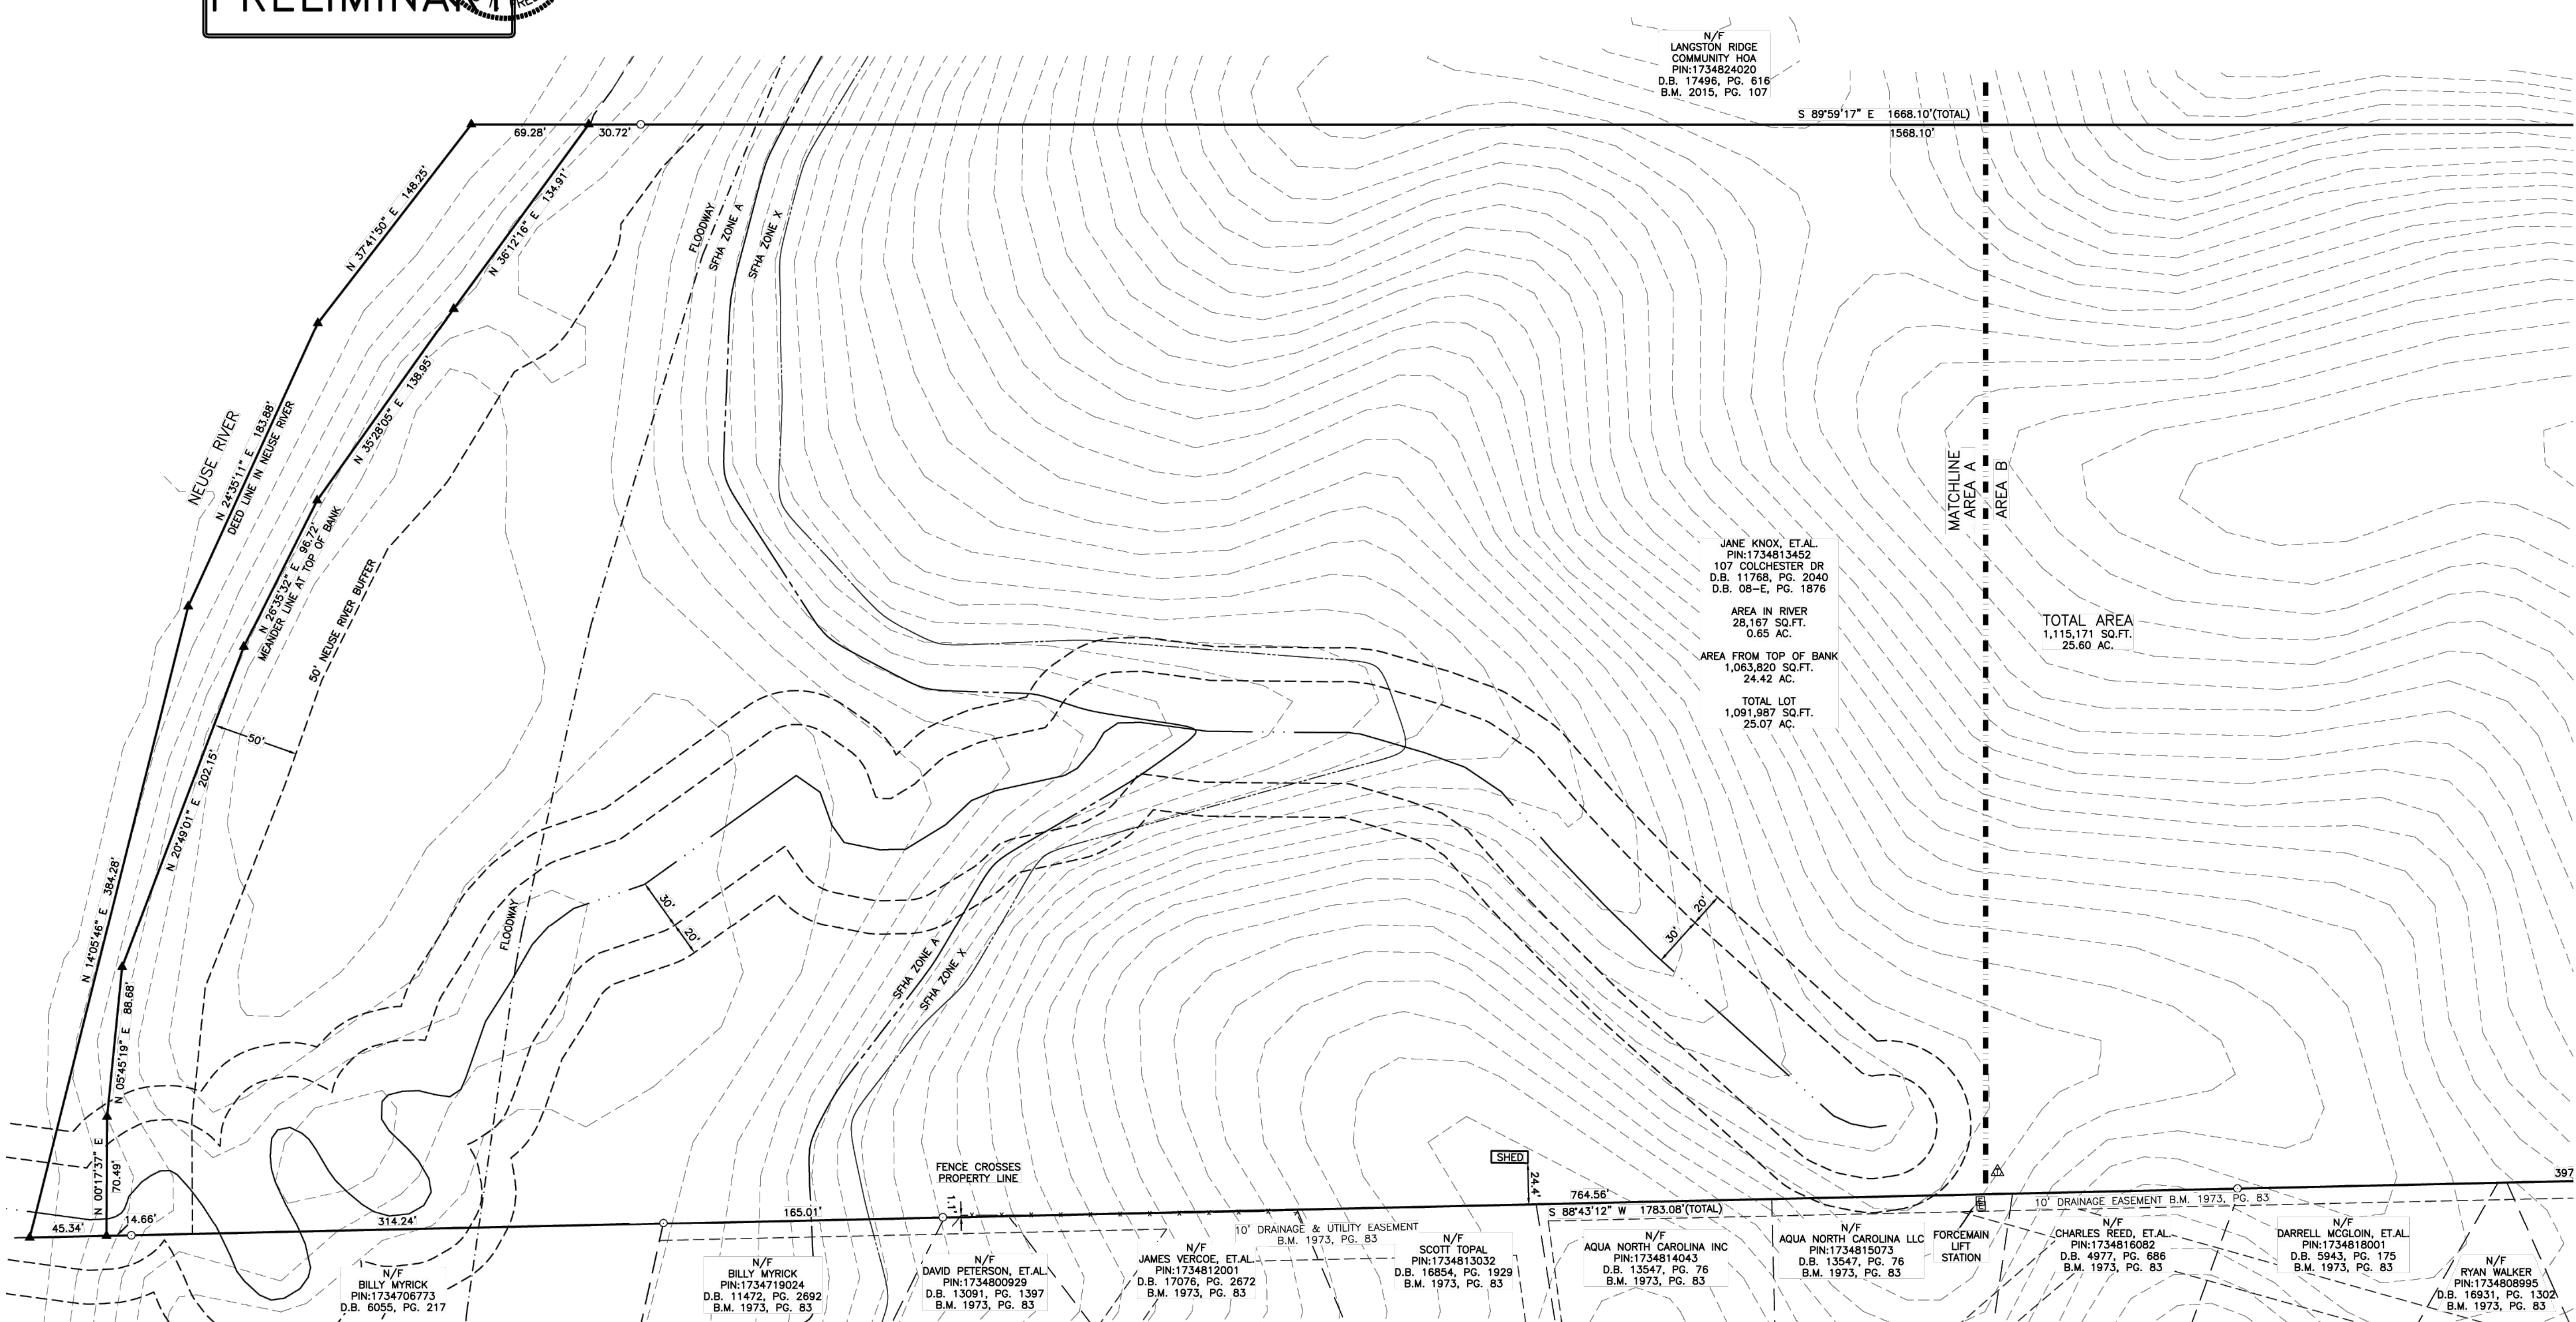 PRELIMINARY
N/F
LANGSTON RIDGE
COMMUNITY HOA
PIN:1734824020
D.B. 17496, PG. 616
B.M. 2015, PG. 107
S 89°59'17" E 1668.10'(TOTAL)
1568.10'
69.28'
30.72'
N 37°41'50" E 148.25'
N 36°12'16" E 134.91'
FLOODWAY
SFHA ZONE A
SFHA ZONE X
N 35°28'05" E 138.95'
NEUSE RIVER
N 24°35'11" E 183.88'
DEED LINE IN NEUSE RIVER
N 26°35'32" E 96.72'
MEANDER LINE AT TOP OF BANK
50' NEUSE RIVER BUFFER
MATCHLINE
AREA A
AREA B
JANE KNOX, ET.AL.
PIN:1734813452
107 COLCHESTER DR
D.B. 11768, PG. 2040
D.B. 08-E, PG. 1876
AREA IN RIVER
28,167 SQ.FT.
0.65 AC.
AREA FROM TOP OF BANK
1,063,820 SQ.FT.
24.42 AC.
TOTAL LOT
1,091,987 SQ.FT.
25.07 AC.
TOTAL AREA
1,115,171 SQ.FT.
25.60 AC.
50'
N 20°49'01" E 202.15'
N 14°05'46" E 384.28'
30'
20'
FLOODWAY
SFHA ZONE A
SFHA ZONE X
30'
20'
N 05°45'19" E 88.68'
N 00°17'37" E
70.49'
FENCE CROSSES
PROPERTY LINE
1.1'
SHED
24.4'
45.34'
14.66'
314.24'
165.01'
764.56'
S 88°43'12" W 1783.08'(TOTAL)
397
10' DRAINAGE EASEMENT B.M. 1973, PG. 83
10' DRAINAGE & UTILITY EASEMENT
B.M. 1973, PG. 83
N/F
BILLY MYRICK
PIN:1734706773
D.B. 6055, PG. 217
N/F
BILLY MYRICK
PIN:1734719024
D.B. 11472, PG. 2692
B.M. 1973, PG. 83
N/F
DAVID PETERSON, ET.AL.
PIN:1734800929
D.B. 13091, PG. 1397
B.M. 1973, PG. 83
N/F
JAMES VERCOE, ET.AL.
PIN:1734812001
D.B. 17076, PG. 2672
B.M. 1973, PG. 83
N/F
SCOTT TOPAL
PIN:1734813032
D.B. 16854, PG. 1929
B.M. 1973, PG. 83
N/F
AQUA NORTH CAROLINA INC
PIN:1734814043
D.B. 13547, PG. 76
B.M. 1973, PG. 83
N/F
AQUA NORTH CAROLINA LLC
PIN:1734815073
D.B. 13547, PG. 76
B.M. 1973, PG. 83
FORCEMAIN
LIFT
STATION
N/F
CHARLES REED, ET.AL.
PIN:1734816082
D.B. 4977, PG. 686
B.M. 1973, PG. 83
N/F
DARRELL MCGLOIN, ET.AL.
PIN:1734818001
D.B. 5943, PG. 175
B.M. 1973, PG. 83
N/F
RYAN WALKER
PIN:1734808995
D.B. 16931, PG. 1302
B.M. 1973, PG. 83